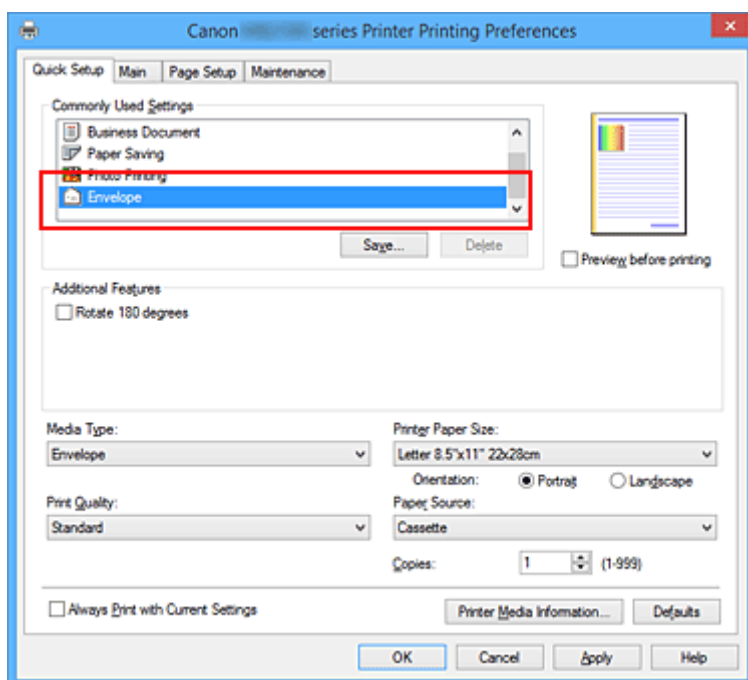 Canon series Printer Printing Preferences
Quick Setup Main Page Setup Maintenance
Commonly Used Settings
Business Document
Paper Saving
Photo Printing
Envelope
Save... Delete
Preview before printing
Additional Features
Rotate 180 degrees
Media Type: Printer Paper Size:
Envelope Letter 8.5"x11" 22x28cm
Orientation: Portrait Landscape
Print Quality: Paper Source:
Standard Cassette
Copies: 1 (1-999)
Always Print with Current Settings Printer Media Information... Defaults
OK Cancel Apply Help